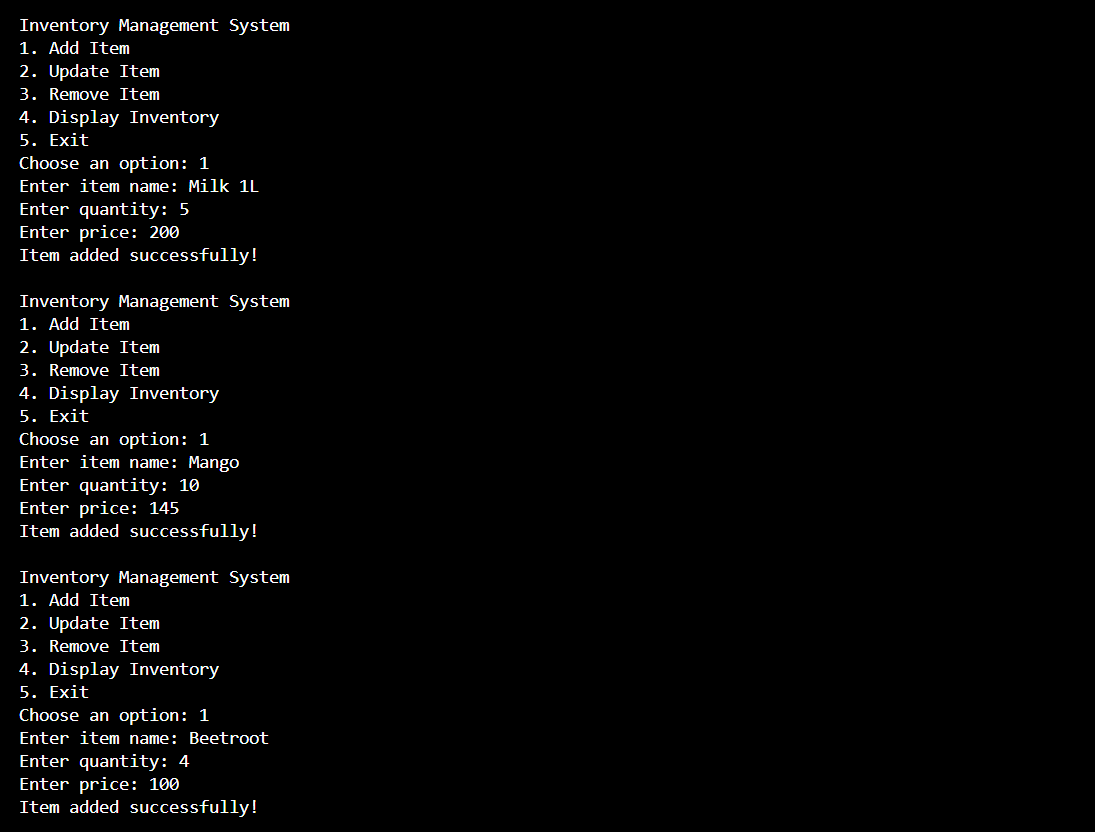 Inventory Management System
1. Add Item
2. Update Item
3. Remove Item
4. Display Inventory
5. Exit
Choose an option: 1
Enter item name: Milk 1L
Enter quantity: 5
Enter price: 200
Item added successfully!

Inventory Management System
1. Add Item
2. Update Item
3. Remove Item
4. Display Inventory
5. Exit
Choose an option: 1
Enter item name: Mango
Enter quantity: 10
Enter price: 145
Item added successfully!

Inventory Management System
1. Add Item
2. Update Item
3. Remove Item
4. Display Inventory
5. Exit
Choose an option: 1
Enter item name: Beetroot
Enter quantity: 4
Enter price: 100
Item added successfully!